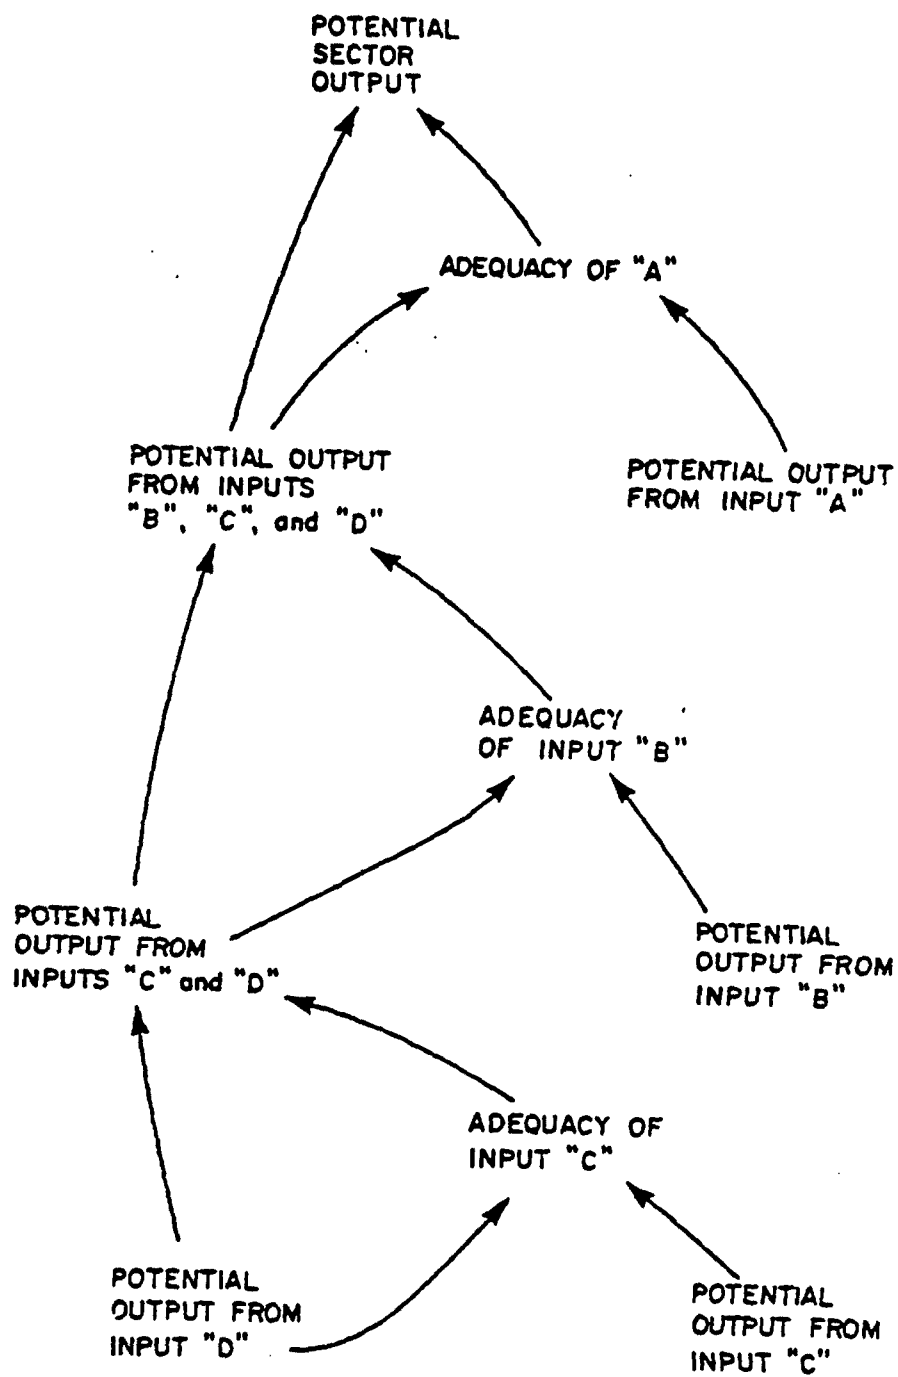 POTENTIAL
SECTOR
OUTPUT
ADEQUACY OF "A"
POTENTIAL OUTPUT
FROM INPUTS
"B", "C", and "D"
POTENTIAL OUTPUT
FROM INPUT "A"
ADEQUACY
OF INPUT "B"
POTENTIAL
OUTPUT FROM
INPUTS "C" and "D"
POTENTIAL
OUTPUT FROM
INPUT "B"
ADEQUACY OF
INPUT "C"
POTENTIAL
OUTPUT FROM
INPUT "D"
POTENTIAL
OUTPUT FROM
INPUT "C"